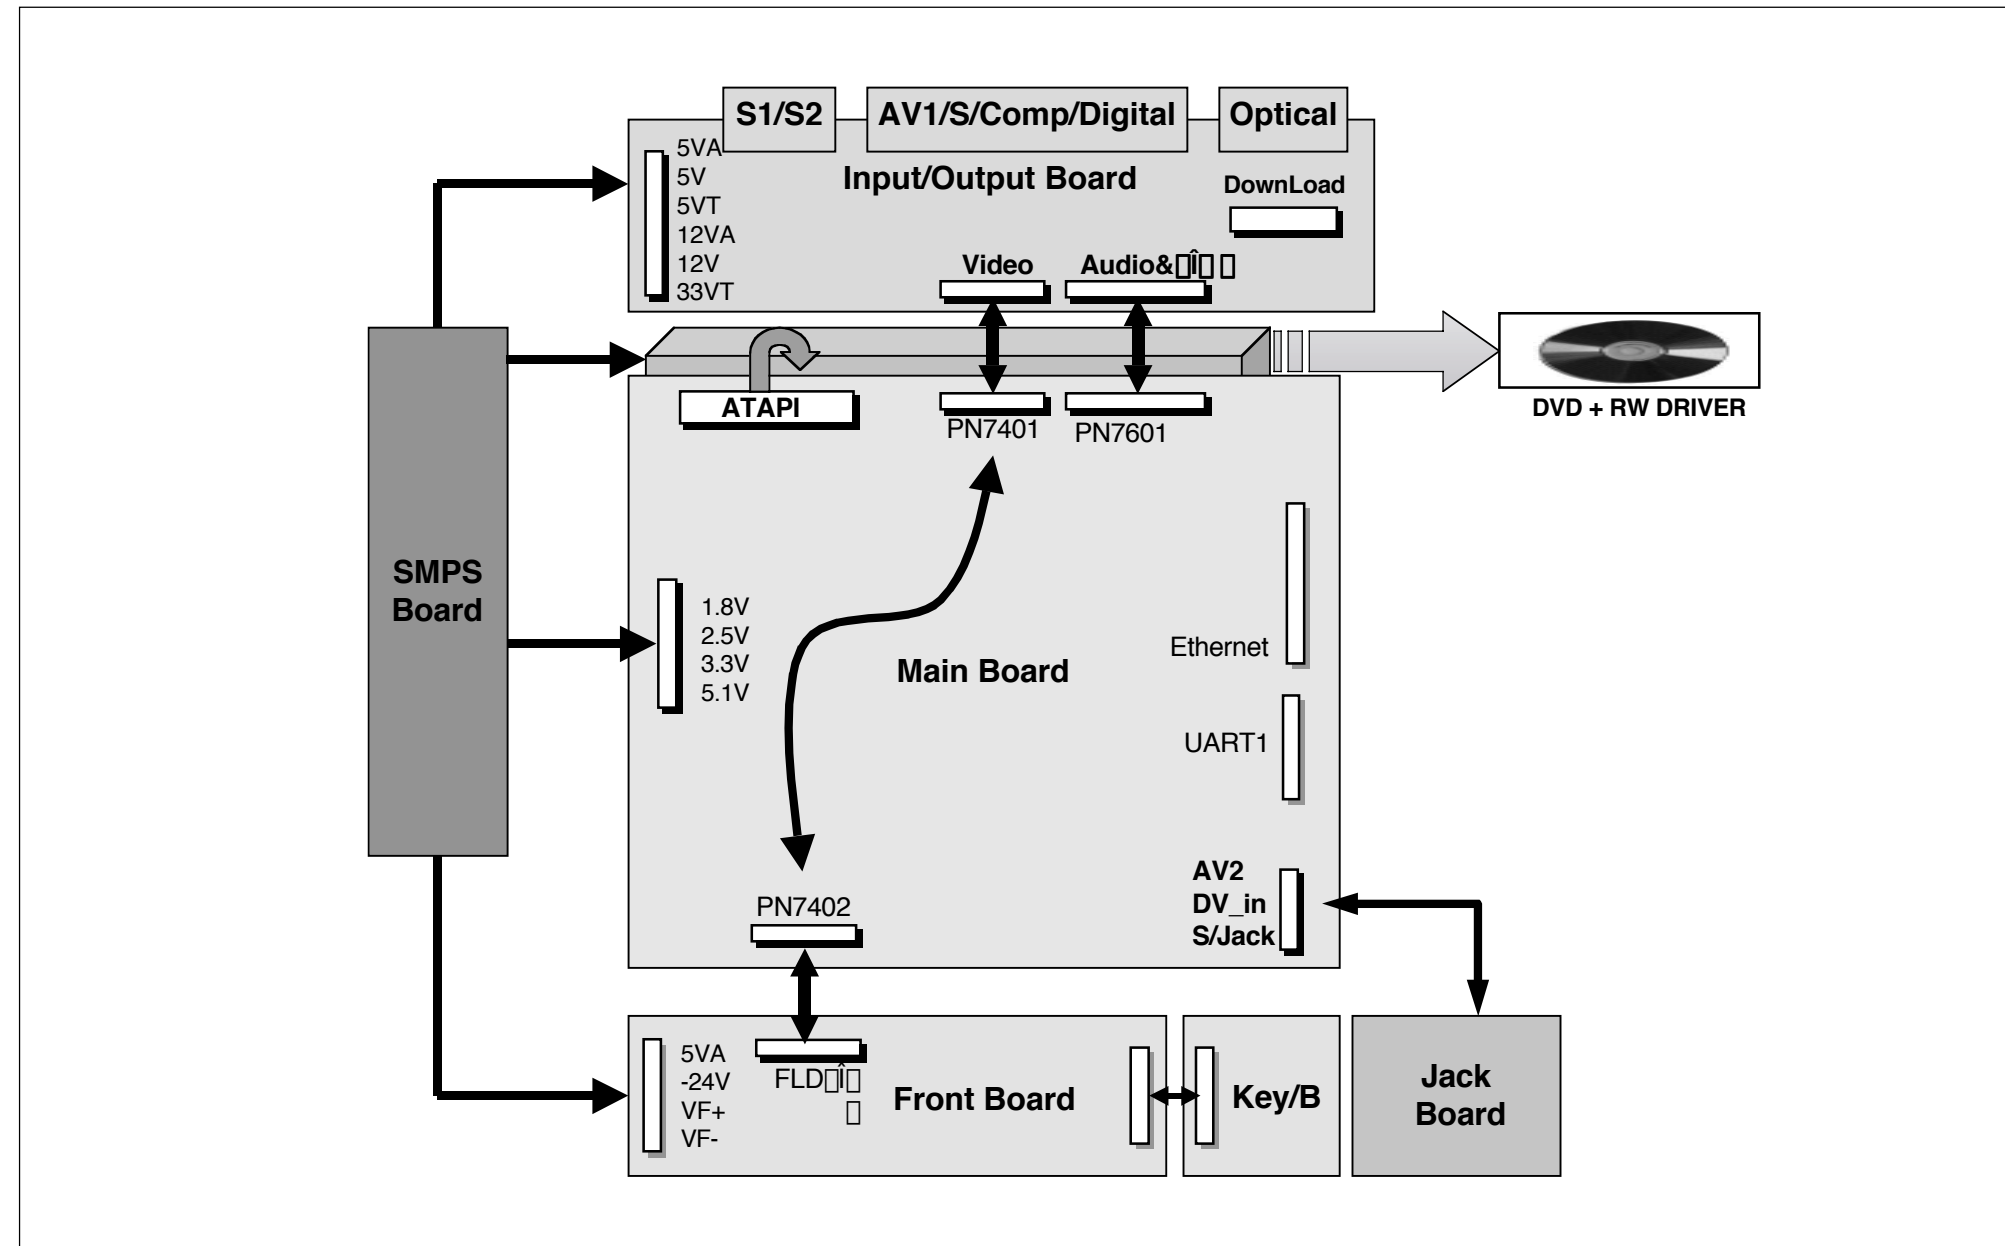 S1/S2
AV1/S/Comp/Digital
Optical
5VA
5V
5VT
12VA
12V
33VT
Input/Output Board
DownLoad
Video
Audio&
ATAPI
PN7401
PN7601
DVD + RW DRIVER
SMPS
Board
1.8V
2.5V
3.3V
5.1V
Main Board
Ethernet
UART1
AV2
DV_in
S/Jack
PN7402
5VA
-24V
VF+
VF-
FLD
Front Board
Key/B
Jack
Board